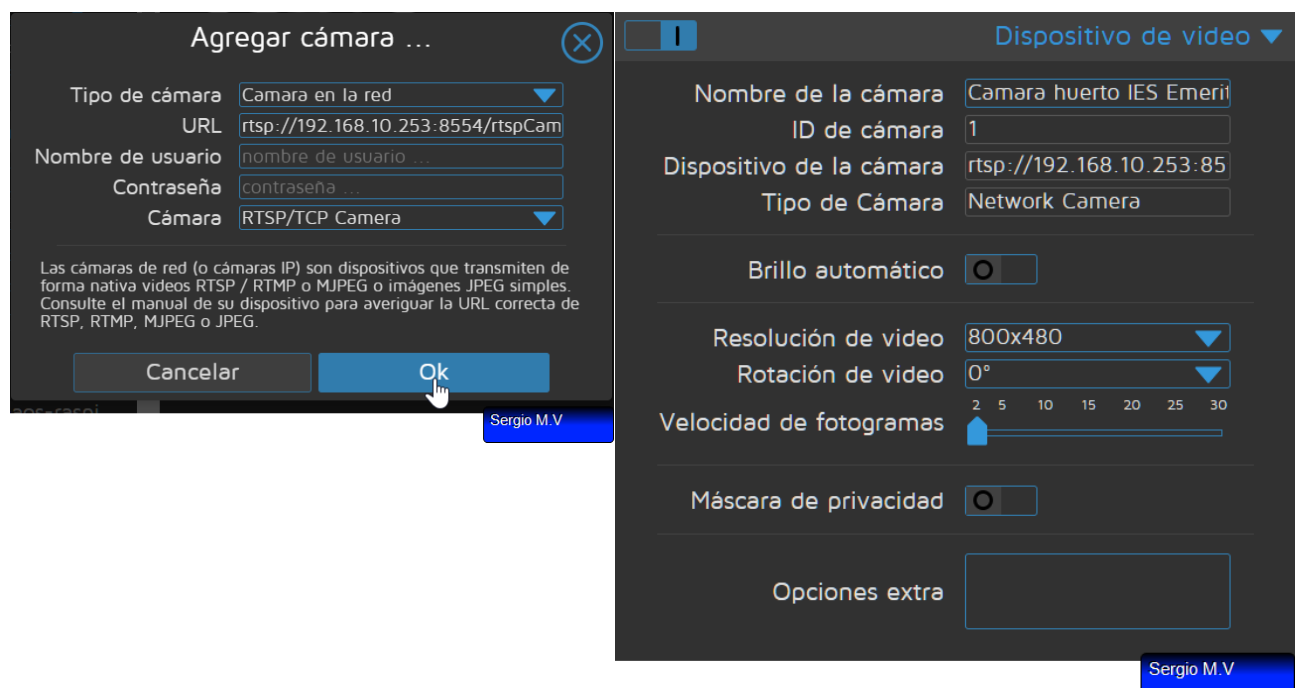 Agregar cámara ...
Tipo de cámara Camara en la red
URL rtsp://192.168.10.253:8554/rtspCam
Nombre de usuario nombre de usuario ...
Contraseña contraseña ...
Cámara RTSP/TCP Camera
Las cámaras de red (o cámaras IP) son dispositivos que transmiten de
forma nativa videos RTSP / RTMP o MJPEG o imágenes JPEG simples.
Consulte el manual de su dispositivo para averiguar la URL correcta de
RTSP, RTMP, MJPEG o JPEG.
Cancelar Ok
Sergio M.V
Dispositivo de video
Nombre de la cámara Camara huerto IES Emerit
ID de cámara 1
Dispositivo de la cámara rtsp://192.168.10.253:85
Tipo de Cámara Network Camera
Brillo automático
Resolución de video 800x480
Rotación de video 0°
2 5 10 15 20 25 30
Velocidad de fotogramas
Máscara de privacidad
Opciones extra
Sergio M.V